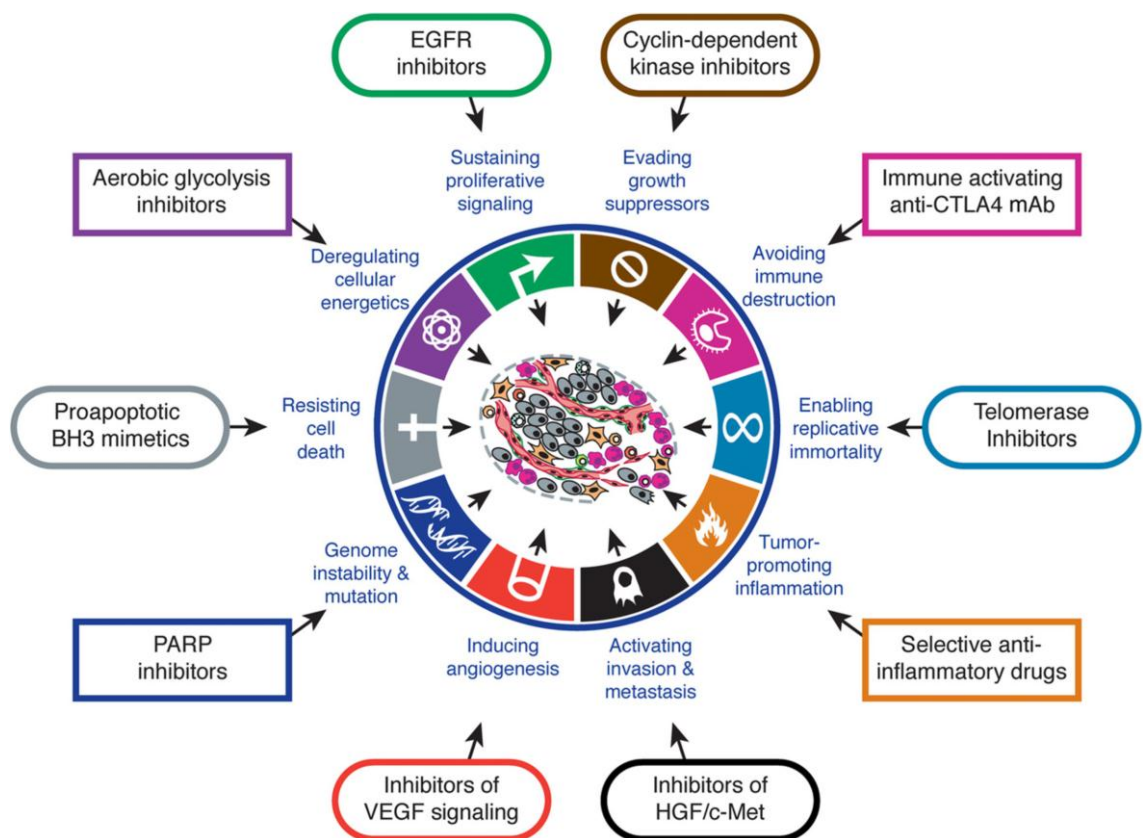 EGFR
inhibitors
Cyclin-dependent
kinase inhibitors
Sustaining
proliferative
signaling
Evading
growth
suppressors
Aerobic glycolysis
inhibitors
Immune activating
anti-CTLA4 mAb
Deregulating
cellular
energetics
Avoiding
immune
destruction
Proapoptotic
BH3 mimetics
Resisting
cell
death
Enabling
replicative
immortality
Telomerase
Inhibitors
Genome
instability &
mutation
Tumor-
promoting
inflammation
PARP
inhibitors
Inducing
angiogenesis
Activating
invasion &
metastasis
Selective anti-
inflammatory drugs
Inhibitors of
VEGF signaling
Inhibitors of
HGF/c-Met